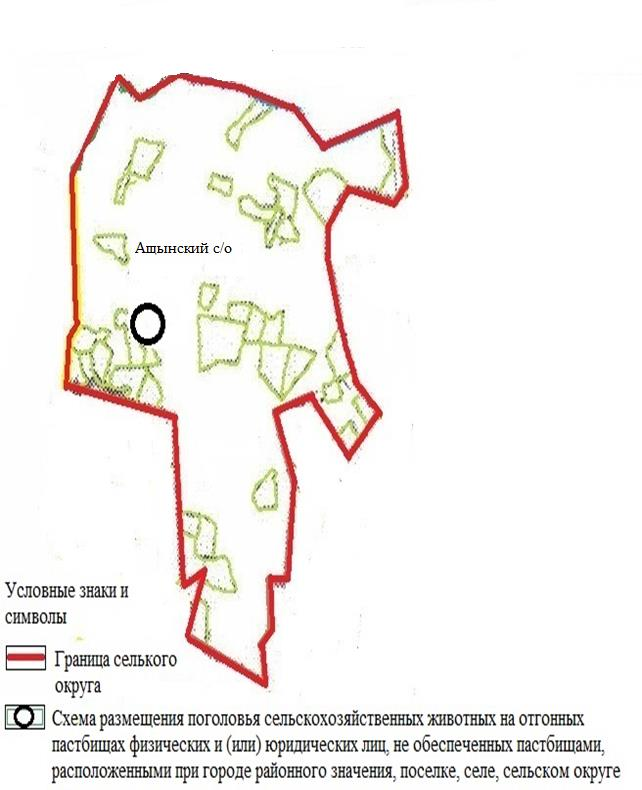 Ащынский с/о
Условные знаки и
символы
Граница селького
округа
Схема размещения поголовья сельскохозяйственных животных на отгонных
пастбищах физических и (или) юридических лиц, не обеспеченных пастбищами,
расположенными при городе районного значения, поселке, селе, сельском округе